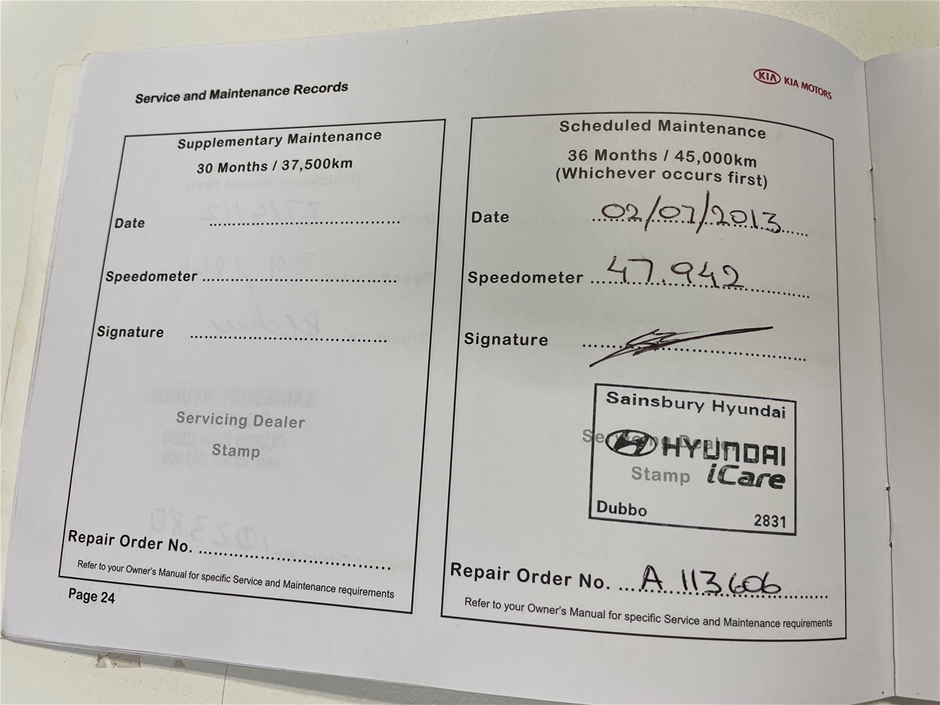 Service and Maintenance Records
KIA KIA MOTORS
Supplementary Maintenance
30 Months / 37,500km
Date
Speedometer
Signature
Servicing Dealer
Stamp
Repair Order No.
Refer to your Owner's Manual for specific Service and Maintenance requirements
Page 24
Scheduled Maintenance
36 Months / 45,000km
(Whichever occurs first)
Date 02/07/2013
Speedometer 47.942
Signature
Sainsbury Hyundai
Servicing Dealer
HYUNDAI
Stamp iCare
Dubbo 2831
Repair Order No. A 113606
Refer to your Owner's Manual for specific Service and Maintenance requirements